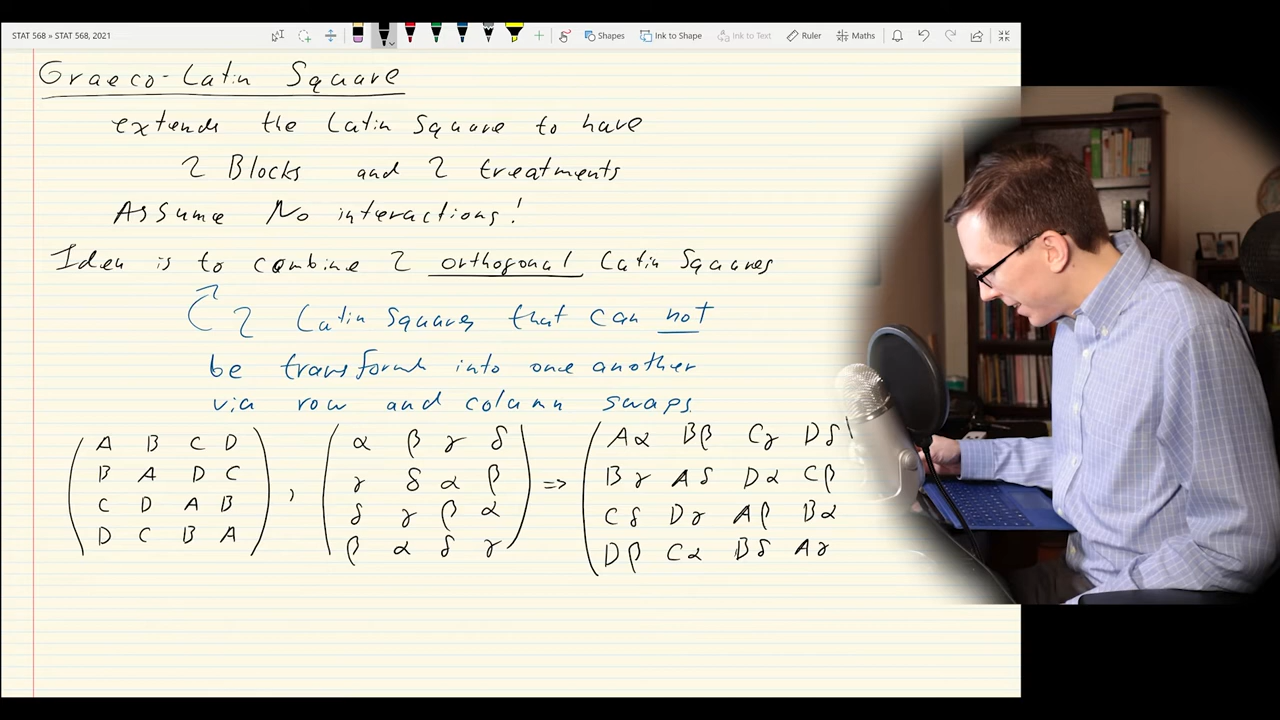 STAT 568 » STAT 568, 2021
Shapes
Ink to Shape
Ink to Text
Ruler
Maths
Graeco-Latin Square
extends the Latin Square to have
2 Blocks and 2 treatments
Assume No interactions!
Idea is to combine 2 orthogonal Latin Squares
2 Latin Squares that can not
be transform into one another
via row and column swaps.
( A B C D ) , ( α β γ δ ) => ( Aα Bβ Cγ Dδ
B A D C γ δ α β Bγ Aδ Dα Cβ
C D A B δ γ β α Cδ Dγ Aβ Bα
D C B A β α δ γ Dβ Cα Bδ Aγ